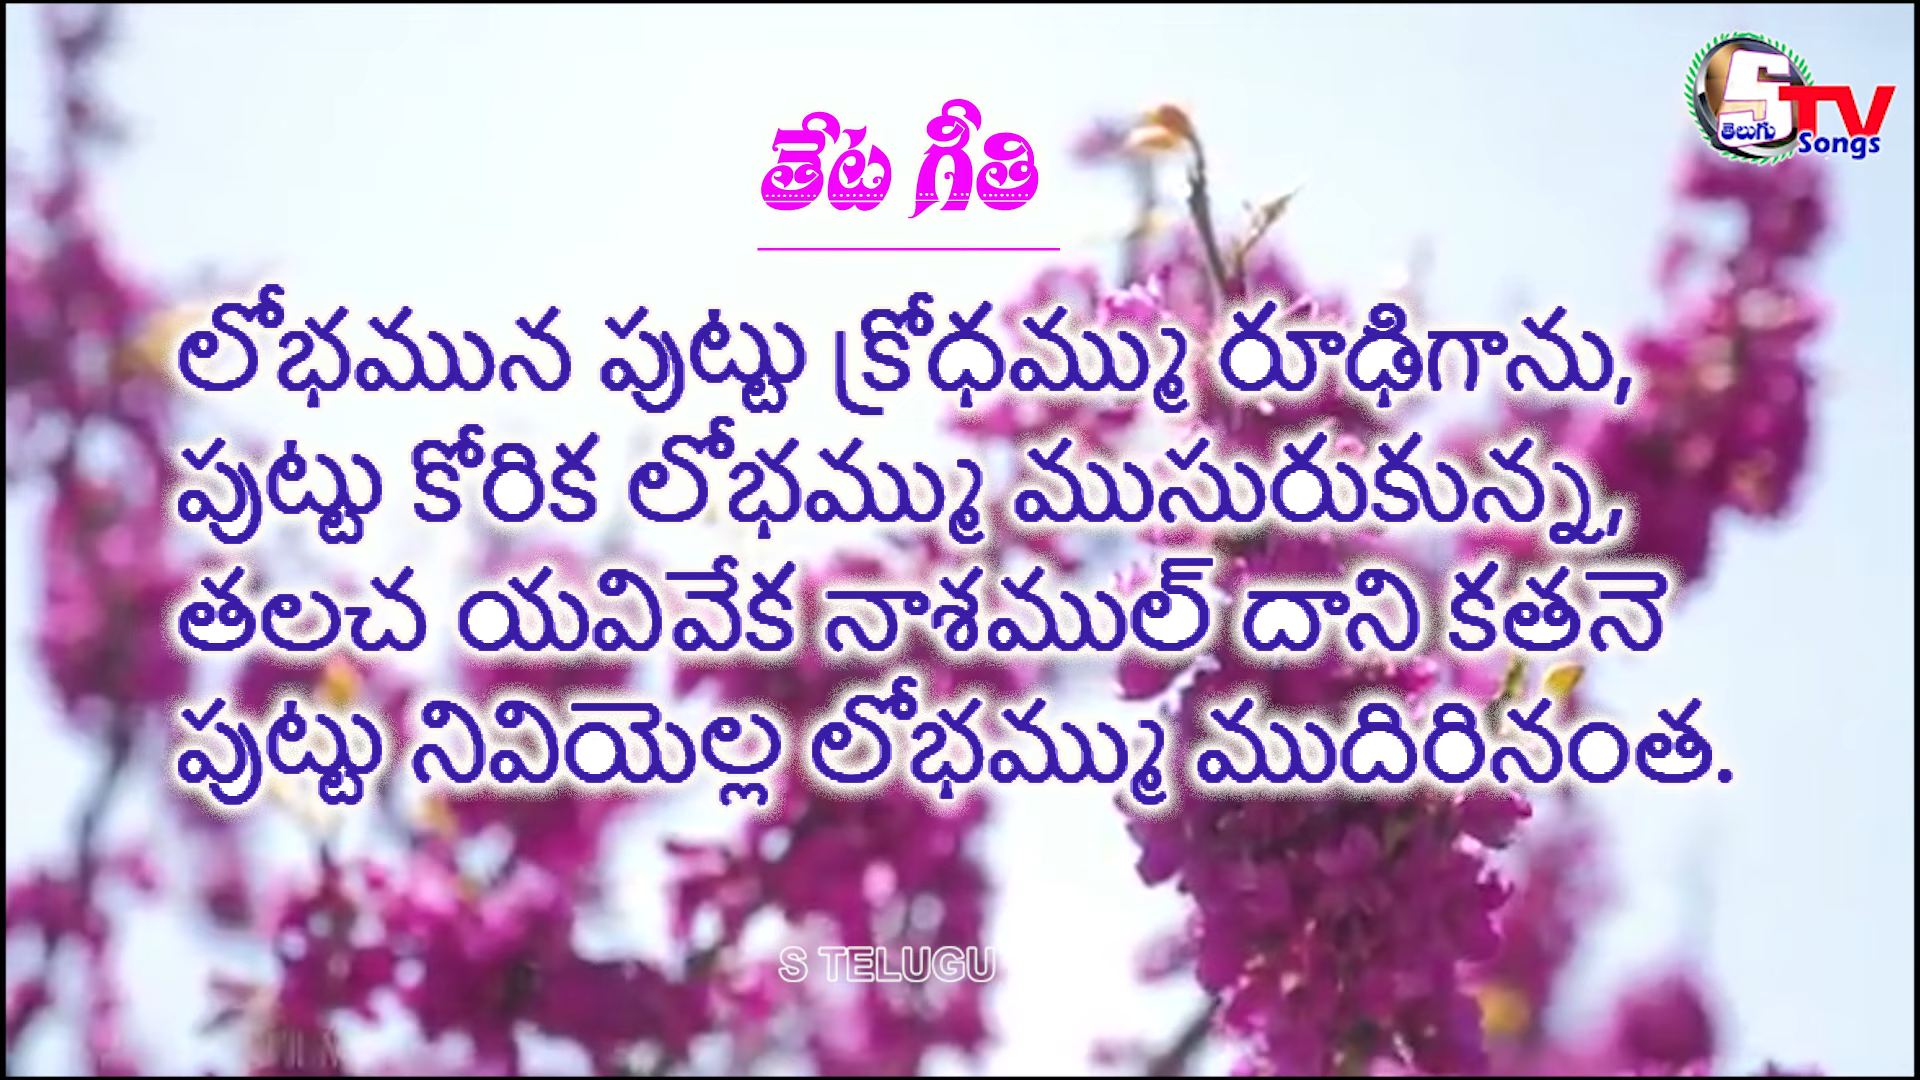 తేట గీతి
S
తెలుగు
TV
Songs
లోభమున పుట్టు క్రోధమ్ము రూఢిగాను,
పుట్టు కోరిక లోభమ్ము ముసురుకున్న,
తలచ యవివేక నాశముల్ దాని కతనె
పుట్టు నివియెల్ల లోభమ్ము ముదిరినంత.
S TELUGU